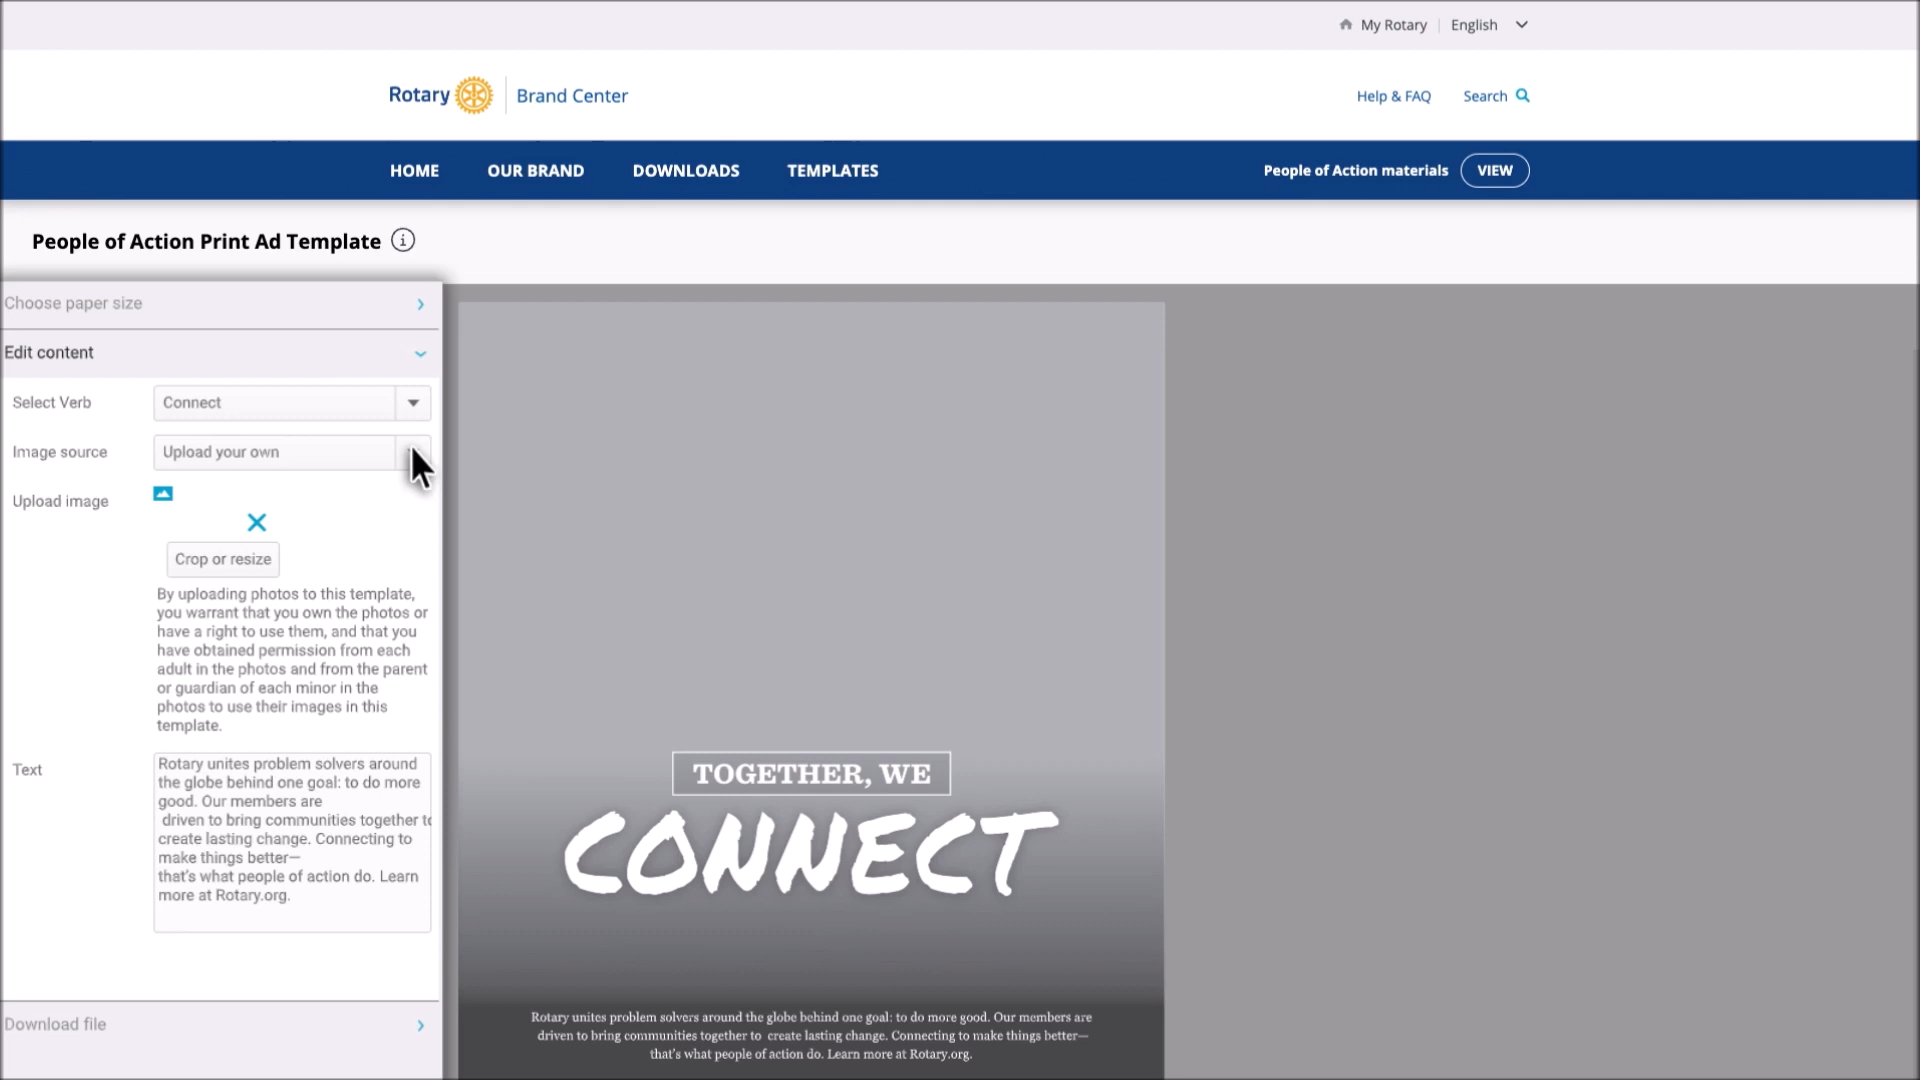 My Rotary | English
Rotary | Brand Center
Help & FAQ
Search
HOME
OUR BRAND
DOWNLOADS
TEMPLATES
People of Action materials
VIEW
People of Action Print Ad Template
Choose paper size
Edit content
Select Verb
Connect
Image source
Upload your own
Upload image
Crop or resize
By uploading photos to this template,
you warrant that you own the photos or
have a right to use them, and that you
have obtained permission from each
adult in the photos and from the parent
or guardian of each minor in the
photos to use their images in this
template.
Text
Rotary unites problem solvers around
the globe behind one goal: to do more
good. Our members are
driven to bring communities together to
create lasting change. Connecting to
make things better—
that's what people of action do. Learn
more at Rotary.org.
Download file
TOGETHER, WE
CONNECT
Rotary unites problem solvers around the globe behind one goal: to do more good. Our members are
driven to bring communities together to create lasting change. Connecting to make things better—
that's what people of action do. Learn more at Rotary.org.